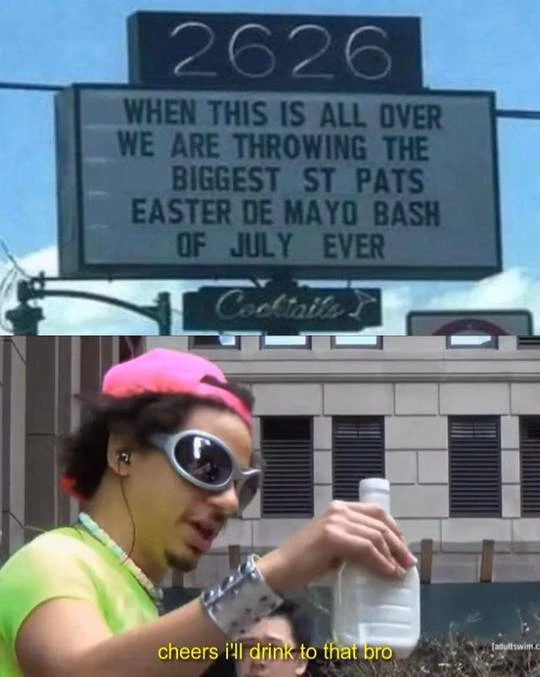 2626
WHEN THIS IS ALL OVER
WE ARE THROWING THE
BIGGEST ST PATS
EASTER DE MAYO BASH
OF JULY EVER
Cocktails
cheers i'll drink to that bro
[adultswim.c